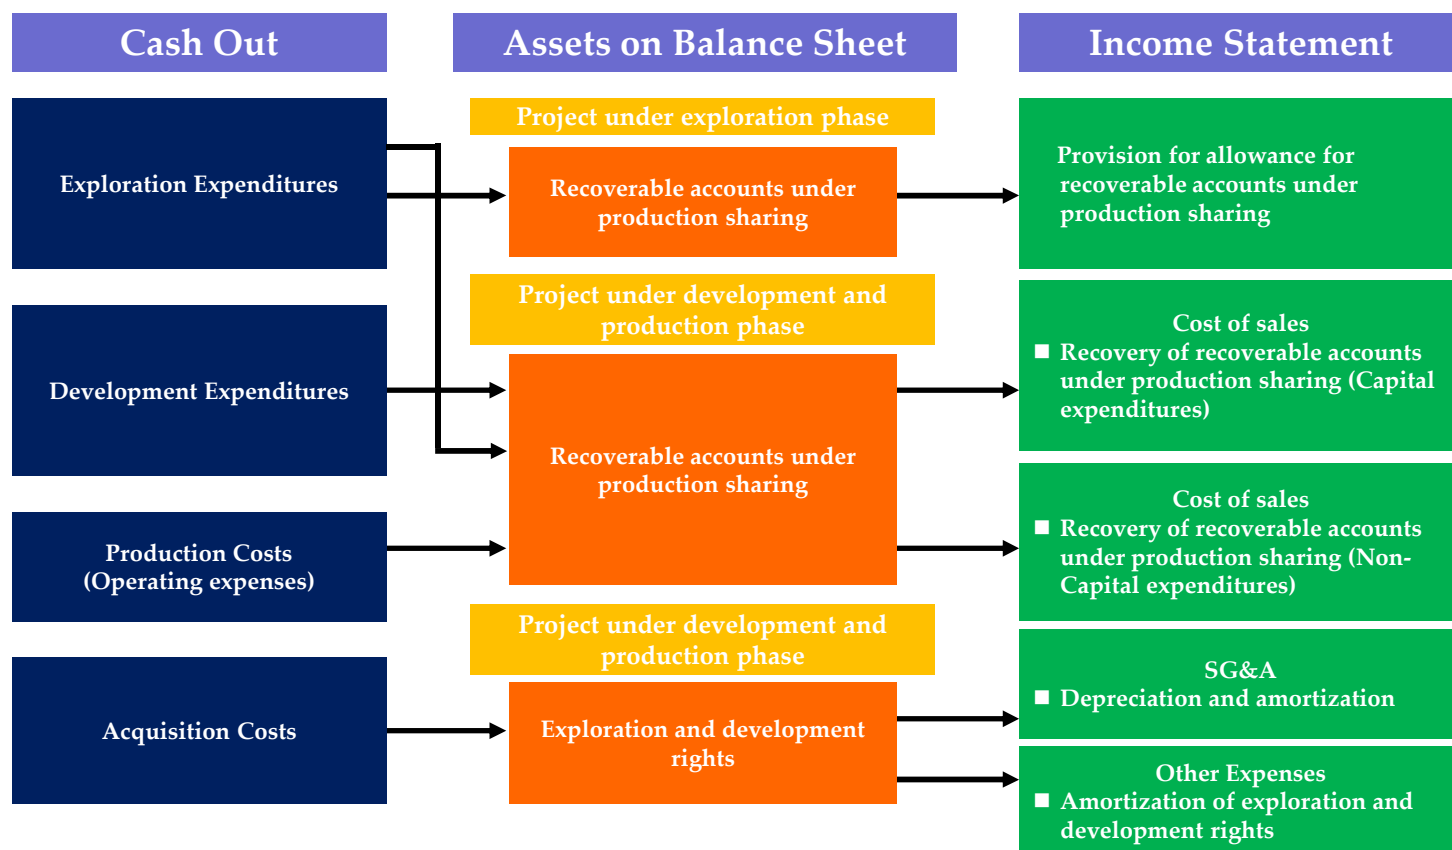 Cash Out
Assets on Balance Sheet
Income Statement
Exploration Expenditures
Development Expenditures
Production Costs
(Operating expenses)
Acquisition Costs
Project under exploration phase
Recoverable accounts under
production sharing
Project under development and
production phase
Recoverable accounts under
production sharing
Project under development and
production phase
Exploration and development
rights
Provision for allowance for
recoverable accounts under
production sharing
Cost of sales
■ Recovery of recoverable accounts
under production sharing (Capital
expenditures)
Cost of sales
■ Recovery of recoverable accounts
under production sharing (Non-
Capital expenditures)
SG&A
■ Depreciation and amortization
Other Expenses
■ Amortization of exploration and
development rights